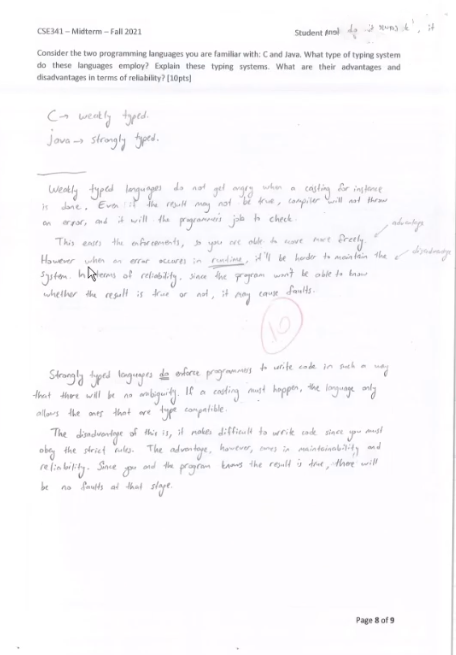 CSE341 – Midterm – Fall 2021
Student
Consider the two programming languages you are familiar with: C and Java. What type of typing system
do these languages employ? Explain these typing systems. What are their advantages and
disadvantages in terms of reliability? [10pts]
C → weakly typed.
java → strongly typed.
Weakly typed languages do not get angry when a casting for instance
is done. Even if the result may not be true, compiler will not throw
an error, and it will the programmers job to check.
This the enforcements, so you are able to move more freely. advantage
However when an error occures in runtime, it'll be harder to maintain the disadvantage
system. In terms of reliability, since the program won't be able to know
whether the result is true or not, it may cause faults.
10
Strongly typed languages do enforce programmers to write code in such a way
that there will be no ambiguity. If a casting must happen, the language only
allows the ones that are type compatible.
The disadvantage of this is, it makes difficult to write code since you must
obey the strict rules. The advantage, however, comes in maintainability and
reliability. Since you and the program knows the result is true, there will
be no faults at that stage.
Page 8 of 9